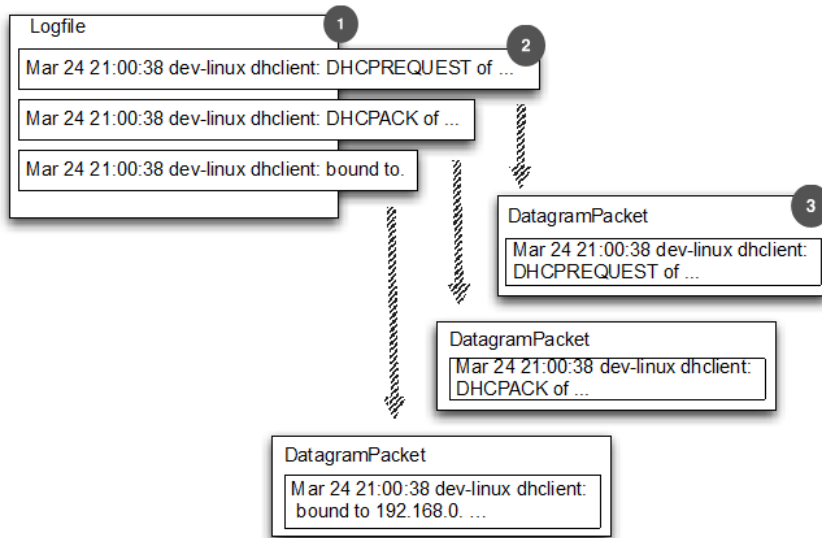 Logfile
1
2
Mar 24 21:00:38 dev-linux dhclient: DHCPREQUEST of ...
Mar 24 21:00:38 dev-linux dhclient: DHCPACK of ...
Mar 24 21:00:38 dev-linux dhclient: bound to.
3
DatagramPacket
Mar 24 21:00:38 dev-linux dhclient:
DHCPREQUEST of ...
DatagramPacket
Mar 24 21:00:38 dev-linux dhclient:
DHCPACK of ...
DatagramPacket
Mar 24 21:00:38 dev-linux dhclient:
bound to 192.168.0. ...